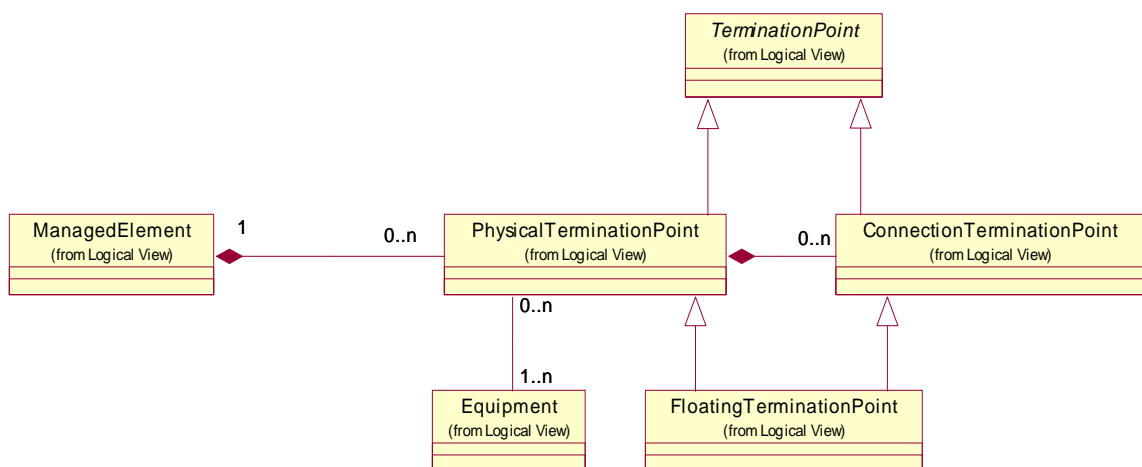 TerminationPoint
(from Logical View)
ManagedElement
(from Logical View)
1
0..n
PhysicalTerminationPoint
(from Logical View)
0..n
ConnectionTerminationPoint
(from Logical View)
0..n
1..n
Equipment
(from Logical View)
FloatingTerminationPoint
(from Logical View)